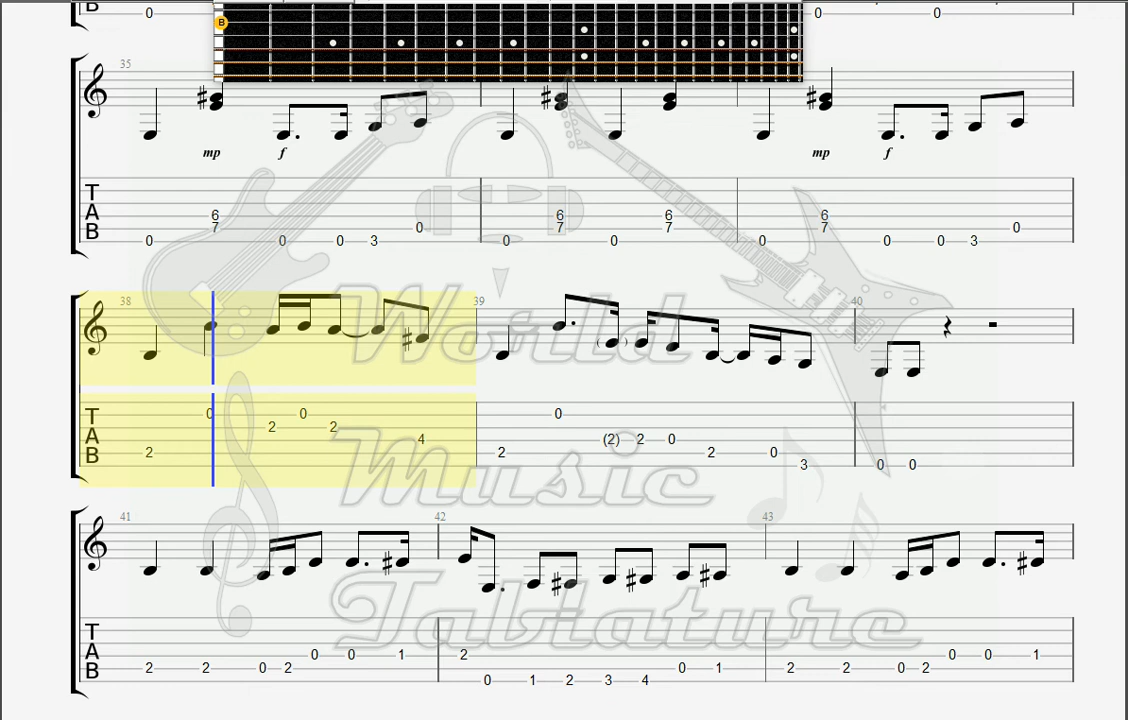 B 0 B 0 0
35
mp f mp f
T A B
6 6 6 6
7 7 7 7
0 0 0 3 0 0 0 0 0 0 3 0
38 39 40
T A B
0 0 0
2 2
4 (2) 2 0
2 2 2 0
3 0 0
World
Music
Tablature
41 42 43
T A B
0 0 1 2 0 0 1
2 2 0 2 0 1 2 2 0 2
0 1 2 3 4